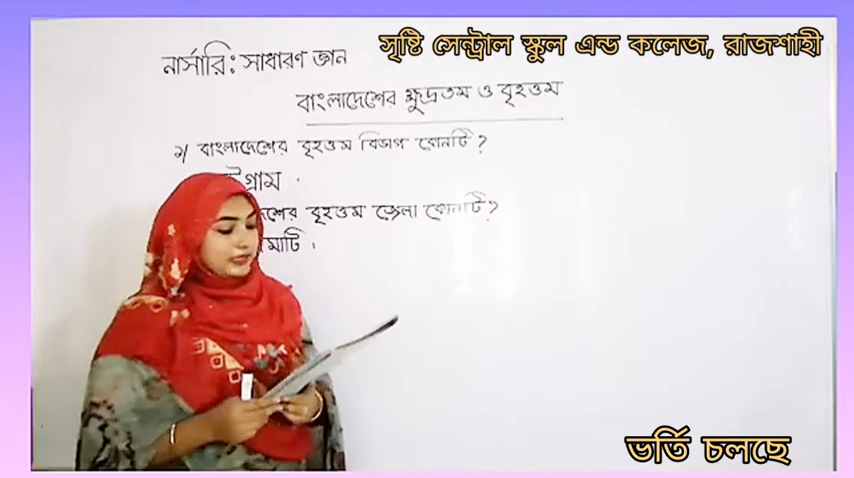 সৃষ্টি সেন্ট্রাল স্কুল এন্ড কলেজ, রাজশাহী
নার্সারি: সাধারণ জ্ঞান
বাংলাদেশের ক্ষুদ্রতম ও বৃহত্তম
১/ বাংলাদেশের বৃহত্তম বিভাগ কোনটি?
গ্রাম .
দেশের বৃহত্তম জেলা কোনটি?
মাটি .
ভর্তি চলছে